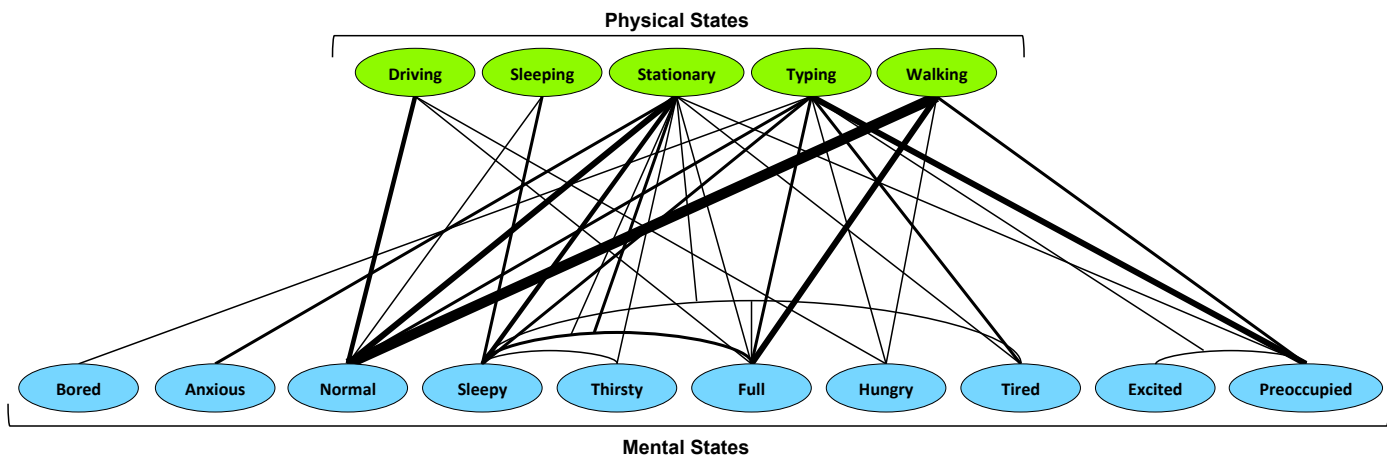 Physical States
Driving Sleeping Stationary Typing Walking
Bored Anxious Normal Sleepy Thirsty Full Hungry Tired Excited Preoccupied
Mental States